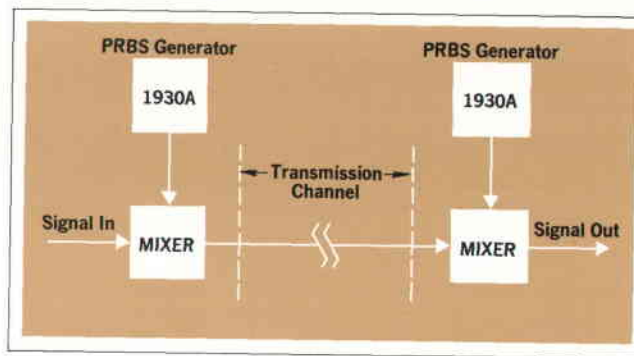 PRBS Generator
PRBS Generator
1930A
1930A
Transmission
Channel
Signal In
MIXER
MIXER
Signal Out